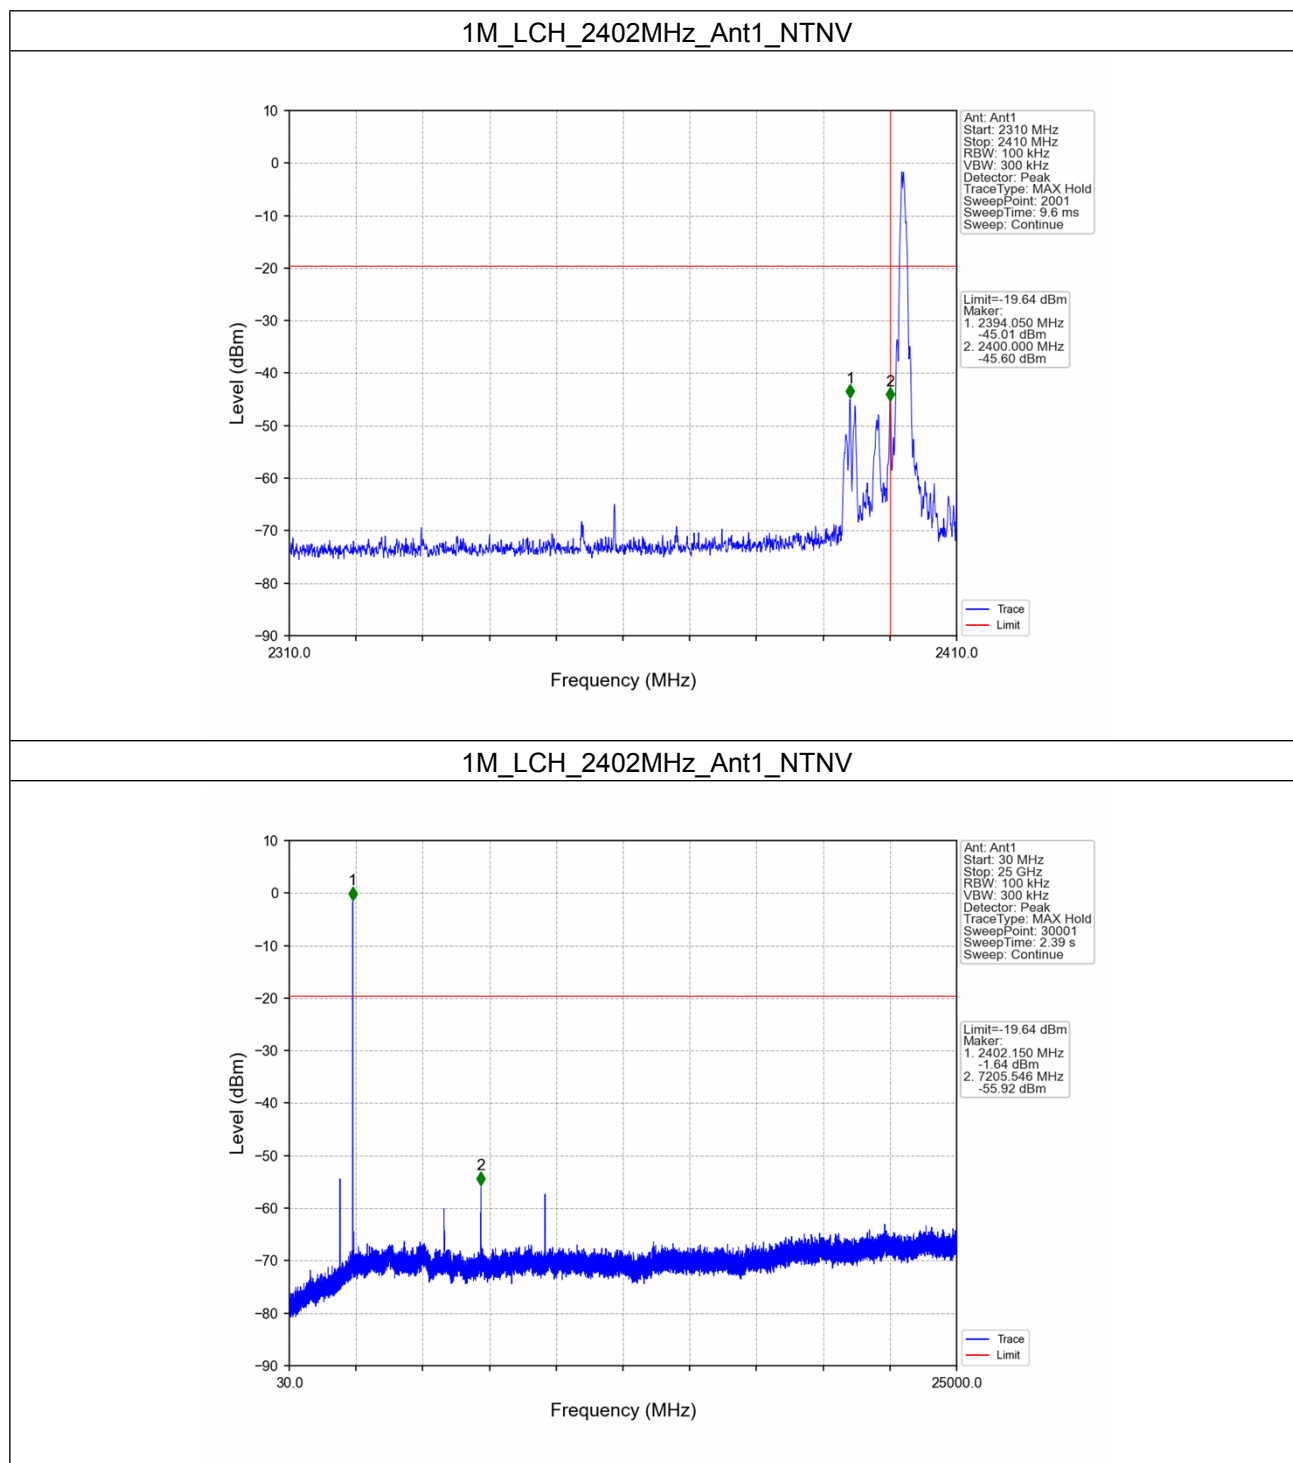 1M_LCH_2402MHz_Ant1_NTNV
10
0
−10
−20
−30
−40
−50
−60
−70
−80
−90
Level (dBm)
1
2
2310.0
2410.0
Frequency (MHz)
Ant: Ant1
Start: 2310 MHz
Stop: 2410 MHz
RBW: 100 kHz
VBW: 300 kHz
Detector: Peak
TraceType: MAX Hold
SweepPoint: 2001
SweepTime: 9.6 ms
Sweep: Continue
Limit=-19.64 dBm
Maker:
1. 2394.050 MHz
-45.01 dBm
2. 2400.000 MHz
-45.60 dBm
Trace
Limit
1M_LCH_2402MHz_Ant1_NTNV
10
0
−10
−20
−30
−40
−50
−60
−70
−80
−90
Level (dBm)
1
2
30.0
25000.0
Frequency (MHz)
Ant: Ant1
Start: 30 MHz
Stop: 25 GHz
RBW: 100 kHz
VBW: 300 kHz
Detector: Peak
TraceType: MAX Hold
SweepPoint: 30001
SweepTime: 2.39 s
Sweep: Continue
Limit=-19.64 dBm
Maker:
1. 2402.150 MHz
-1.64 dBm
2. 7205.546 MHz
-55.92 dBm
Trace
Limit